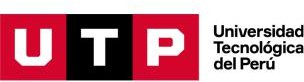 UTP
Universidad
Tecnológica
del Perú